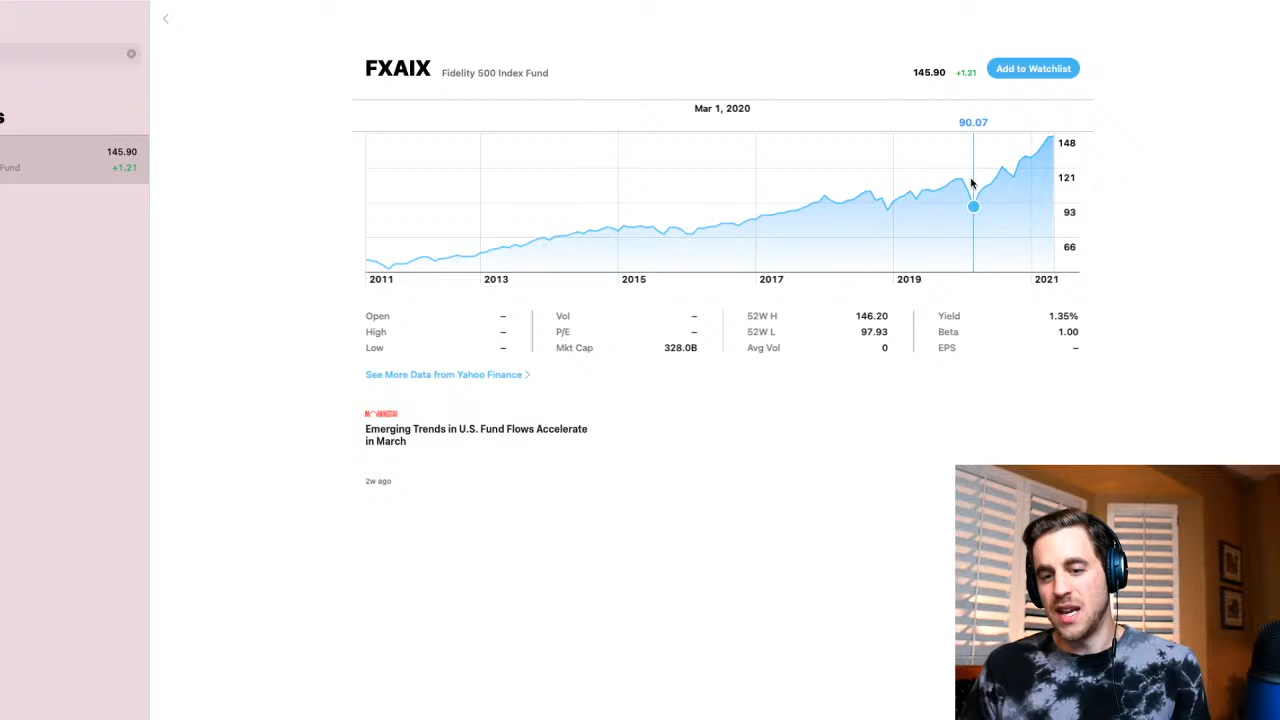 FXAIX Fidelity 500 Index Fund 145.90 +1.21 Add to Watchlist
s
145.90
Fund +1.21
Mar 1, 2020
90.07
148
121
93
66
2011 2013 2015 2017 2019 2021
Open – Vol – 52W H 146.20 Yield 1.35%
High – P/E – 52W L 97.93 Beta 1.00
Low – Mkt Cap 328.0B Avg Vol 0 EPS –
See More Data from Yahoo Finance >
MORNINGSTAR
Emerging Trends in U.S. Fund Flows Accelerate
in March
2w ago